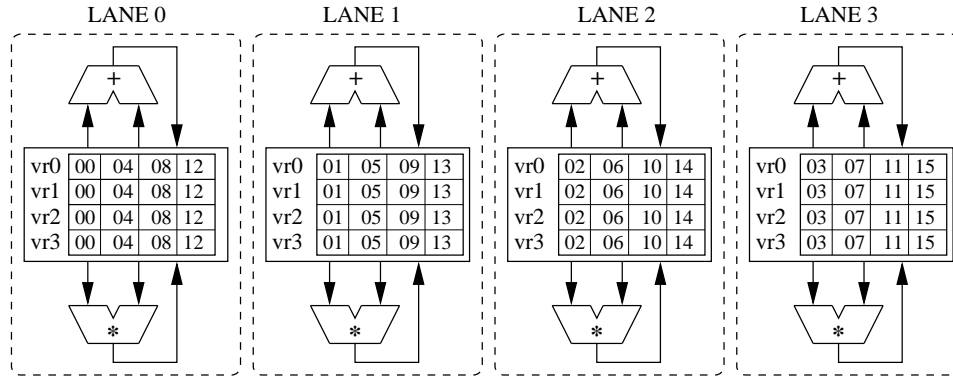 LANE 0 LANE 1 LANE 2 LANE 3
+ + + +
vr0 00 04 08 12 vr0 01 05 09 13 vr0 02 06 10 14 vr0 03 07 11 15
vr1 00 04 08 12 vr1 01 05 09 13 vr1 02 06 10 14 vr1 03 07 11 15
vr2 00 04 08 12 vr2 01 05 09 13 vr2 02 06 10 14 vr2 03 07 11 15
vr3 00 04 08 12 vr3 01 05 09 13 vr3 02 06 10 14 vr3 03 07 11 15
* * * *